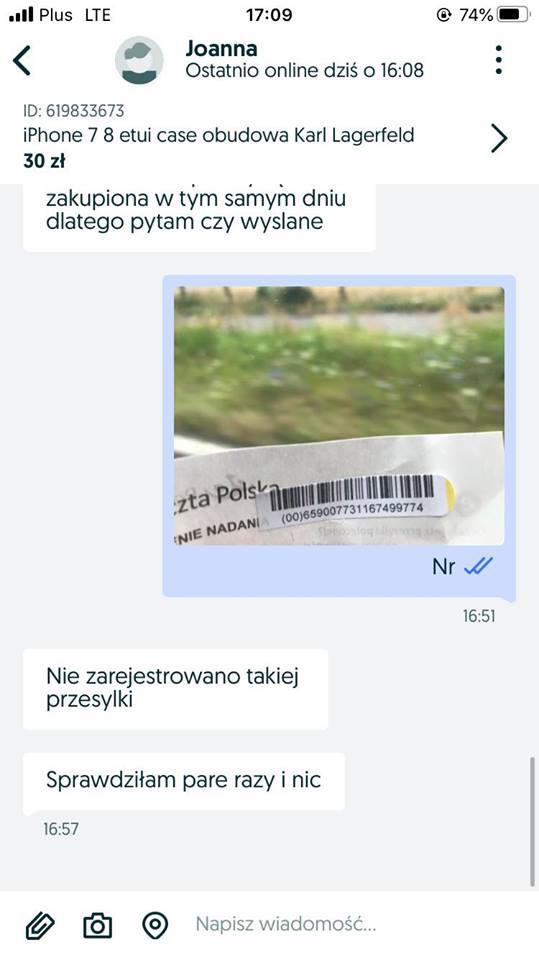 Plus LTE 17:09 74%
Joanna
Ostatnio online dziś o 16:08
ID: 619833673
iPhone 7 8 etui case obudowa Karl Lagerfeld
30 zł
zakupiona w tym samym dniu
dlatego pytam czy wyslane
zta Polska
NIE NADANIA
(00)659007731167499774
Nr
16:51
Nie zarejestrowano takiej
przesylki
Sprawdziłam pare razy i nic
16:57
Napisz wiadomość...